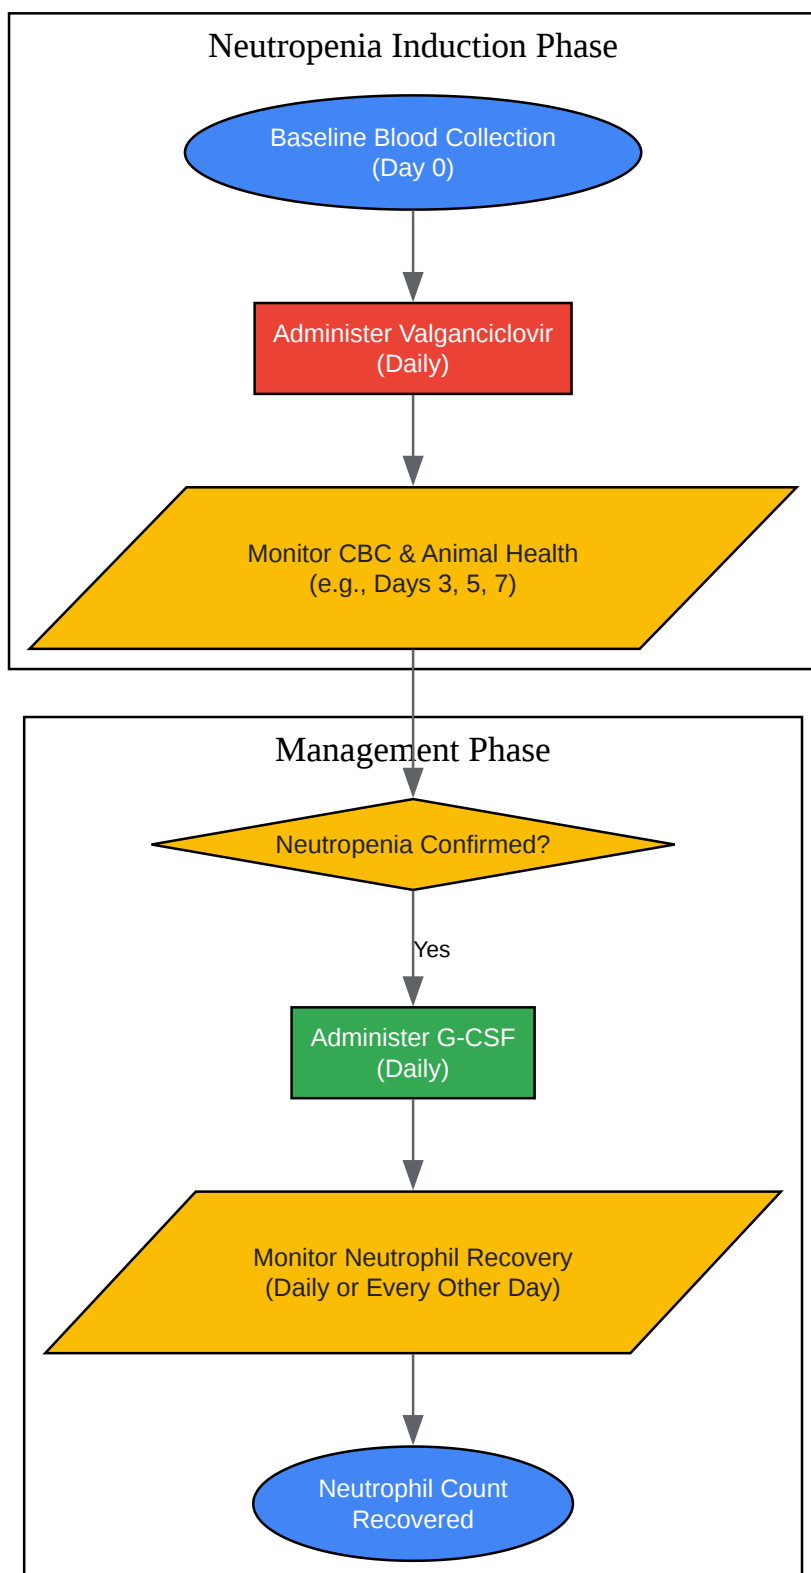 Neutropenia Induction Phase
Baseline Blood Collection
(Day 0)
Administer Valganciclovir
(Daily)
Monitor CBC & Animal Health
(e.g., Days 3, 5, 7)
Management Phase
Neutropenia Confirmed?
Yes
Administer G-CSF
(Daily)
Monitor Neutrophil Recovery
(Daily or Every Other Day)
Neutrophil Count
Recovered